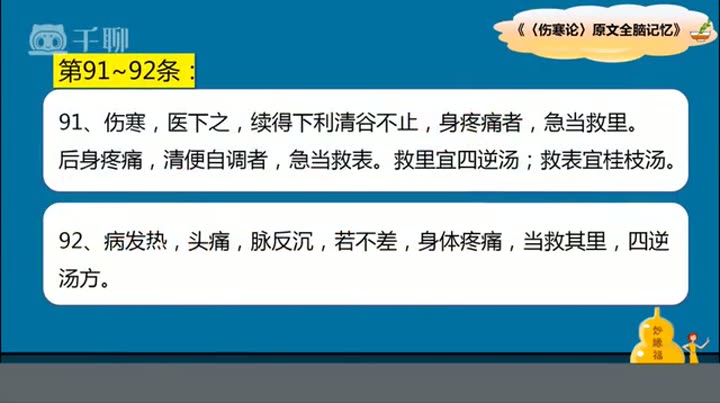 千聊
《〈伤寒论〉原文全脑记忆》
第91~92条：
91、伤寒，医下之，续得下利清谷不止，身疼痛者，急当救里。
后身疼痛，清便自调者，急当救表。救里宜四逆汤；救表宜桂枝汤。
92、病发热，头痛，脉反沉，若不差，身体疼痛，当救其里，四逆
汤方。
妙缘福